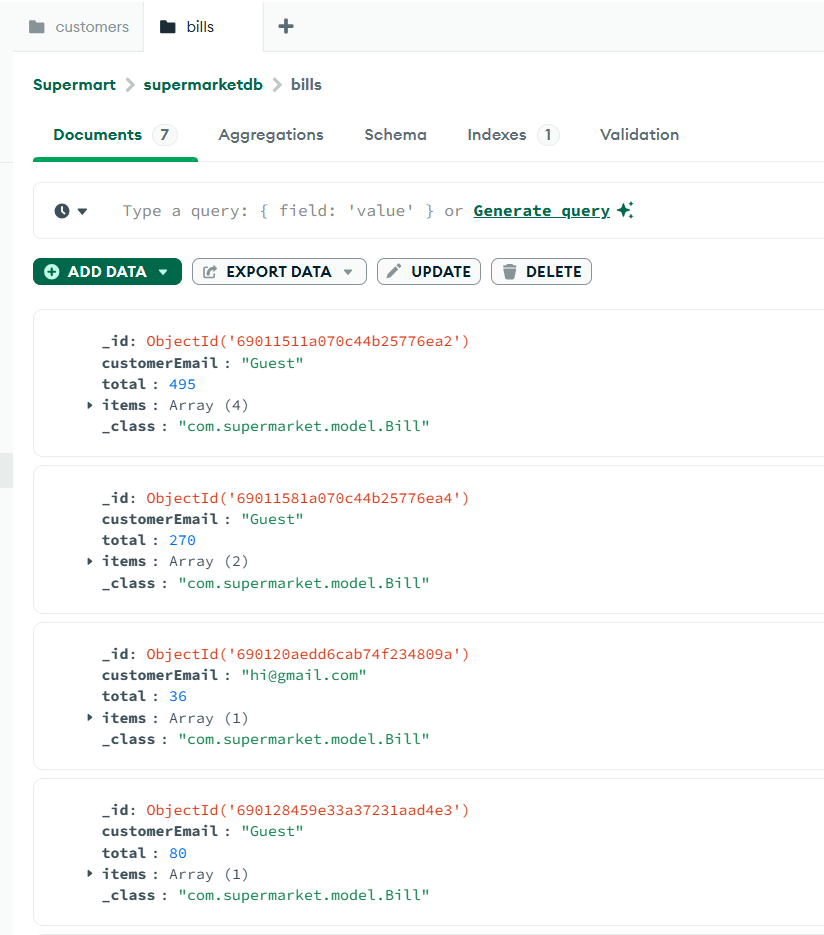 customers bills
Supermart supermarketdb bills
Documents 7 Aggregations Schema Indexes 1 Validation
Type a query: { field: 'value' } or Generate query
ADD DATA EXPORT DATA UPDATE DELETE
_id: ObjectId('69011511a070c44b25776ea2')
customerEmail : "Guest"
total : 495
items : Array (4)
_class : "com.supermarket.model.Bill"
_id: ObjectId('69011581a070c44b25776ea4')
customerEmail : "Guest"
total : 270
items : Array (2)
_class : "com.supermarket.model.Bill"
_id: ObjectId('690120aedd6cab74f234809a')
customerEmail : "hi@gmail.com"
total : 36
items : Array (1)
_class : "com.supermarket.model.Bill"
_id: ObjectId('690128459e33a37231aad4e3')
customerEmail : "Guest"
total : 80
items : Array (1)
_class : "com.supermarket.model.Bill"